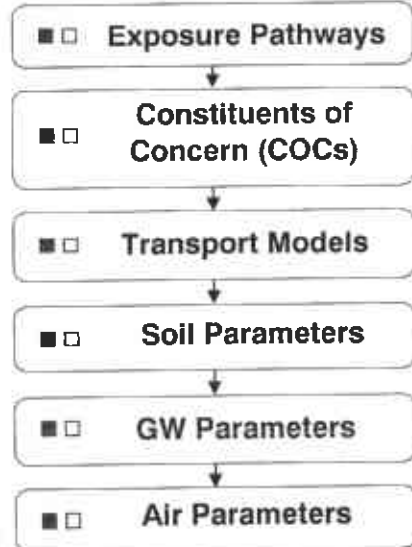 Exposure Pathways
Constituents of
Concern (COCs)
Transport Models
Soil Parameters
GW Parameters
Air Parameters